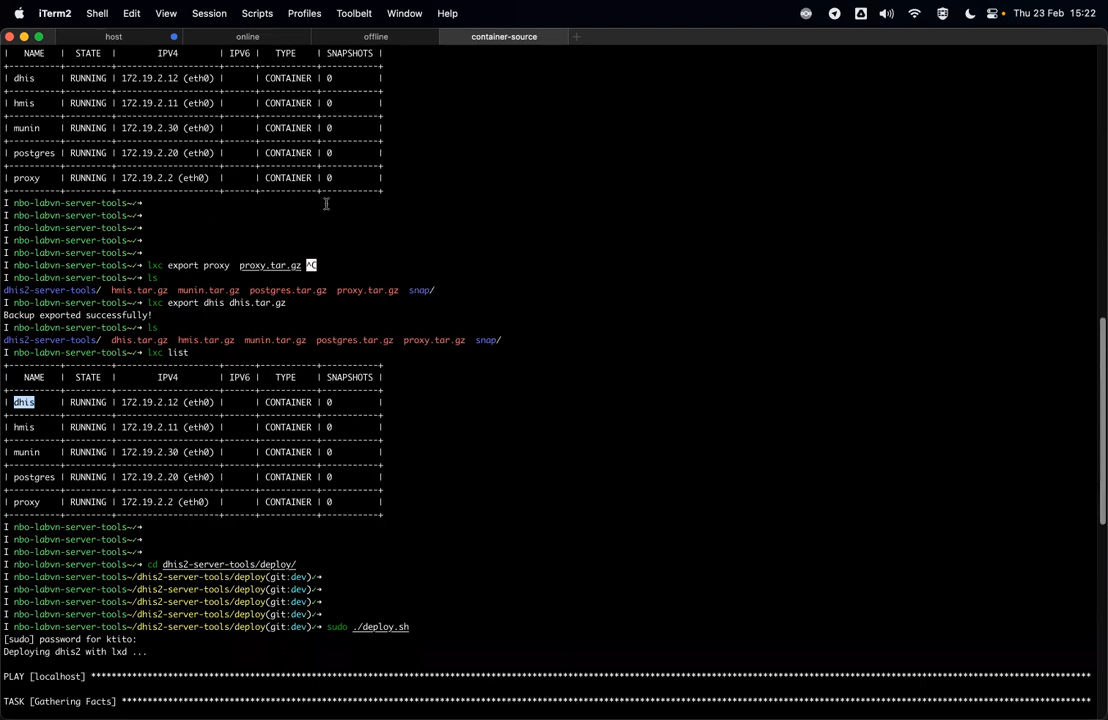 iTerm2 Shell Edit View Session Scripts Profiles Toolbelt Window Help Thu 23 Feb 15:22
host online offline container-source +
| NAME | STATE | IPV4 | IPV6 | TYPE | SNAPSHOTS |
| dhis | RUNNING | 172.19.2.12 (eth0) | | CONTAINER | 0 |
| hmis | RUNNING | 172.19.2.11 (eth0) | | CONTAINER | 0 |
| munin | RUNNING | 172.19.2.30 (eth0) | | CONTAINER | 0 |
| postgres | RUNNING | 172.19.2.20 (eth0) | | CONTAINER | 0 |
| proxy | RUNNING | 172.19.2.2 (eth0) | | CONTAINER | 0 |
I nbo-labvn-server-tools~✓➜
I nbo-labvn-server-tools~✓➜
I nbo-labvn-server-tools~✓➜
I nbo-labvn-server-tools~✓➜
I nbo-labvn-server-tools~✓➜
I nbo-labvn-server-tools~✓➜ lxc export proxy proxy.tar.gz ^C
I nbo-labvn-server-tools~✓➜ ls
dhis2-server-tools/ hmis.tar.gz munin.tar.gz postgres.tar.gz proxy.tar.gz snap/
I nbo-labvn-server-tools~✓➜ lxc export dhis dhis.tar.gz
Backup exported successfully!
I nbo-labvn-server-tools~✓➜ ls
dhis2-server-tools/ dhis.tar.gz hmis.tar.gz munin.tar.gz postgres.tar.gz proxy.tar.gz snap/
I nbo-labvn-server-tools~✓➜ lxc list
| NAME | STATE | IPV4 | IPV6 | TYPE | SNAPSHOTS |
| dhis | RUNNING | 172.19.2.12 (eth0) | | CONTAINER | 0 |
| hmis | RUNNING | 172.19.2.11 (eth0) | | CONTAINER | 0 |
| munin | RUNNING | 172.19.2.30 (eth0) | | CONTAINER | 0 |
| postgres | RUNNING | 172.19.2.20 (eth0) | | CONTAINER | 0 |
| proxy | RUNNING | 172.19.2.2 (eth0) | | CONTAINER | 0 |
I nbo-labvn-server-tools~✓➜
I nbo-labvn-server-tools~✓➜
I nbo-labvn-server-tools~✓➜
I nbo-labvn-server-tools~✓➜ cd dhis2-server-tools/deploy/
I nbo-labvn-server-tools~/dhis2-server-tools/deploy(git:dev)✓➜
I nbo-labvn-server-tools~/dhis2-server-tools/deploy(git:dev)✓➜
I nbo-labvn-server-tools~/dhis2-server-tools/deploy(git:dev)✓➜
I nbo-labvn-server-tools~/dhis2-server-tools/deploy(git:dev)✓➜
I nbo-labvn-server-tools~/dhis2-server-tools/deploy(git:dev)✓➜ sudo ./deploy.sh
[sudo] password for ktito:
Deploying dhis2 with lxd ...
PLAY [localhost] ***
TASK [Gathering Facts] ***